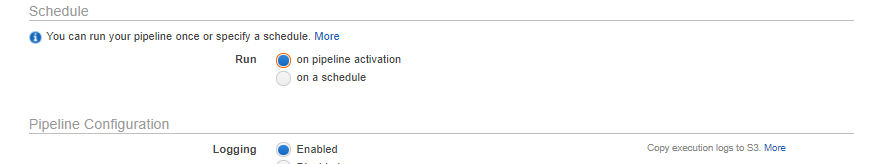 Schedule
You can run your pipeline once or specify a schedule. More
Run on pipeline activation
on a schedule
Pipeline Configuration
Logging Enabled Copy execution logs to S3. More